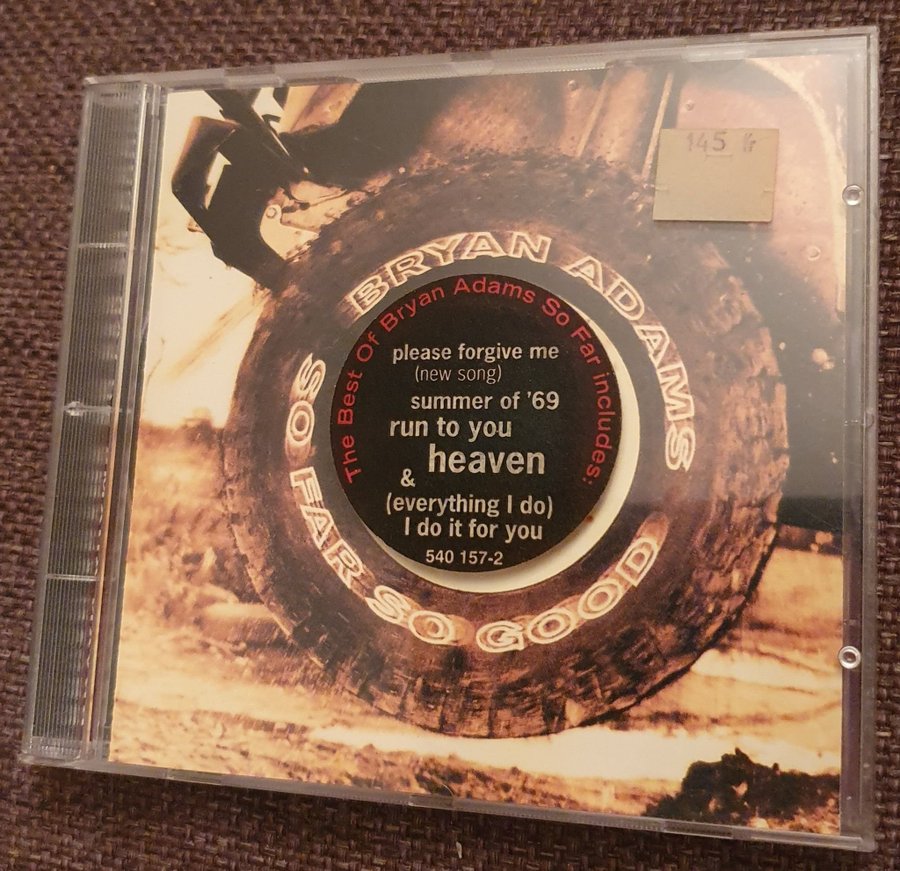 145 fr
BRYAN ADAMS
SO FAR SO GOOD
The Best Of Bryan Adams So Far includes:
please forgive me
(new song)
summer of '69
run to you
heaven
&
(everything I do)
I do it for you
540 157-2